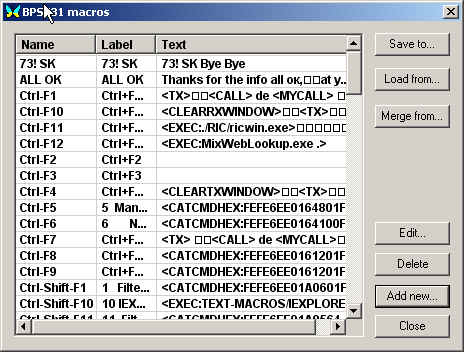 BPSK31 macros
Name Label Text
73! SK 73! SK 73! SK Bye Bye
ALL OK ALL OK Thanks for the info all ok,□□at y...
Ctrl-F1 Ctrl+F... <TX>□□<CALL> de <MYCALL> □
Ctrl-F10 Ctrl+F... <CLEARRXWINDOW>□□<TX>□
Ctrl-F11 Ctrl+F... <EXEC:./RIC/ricwin.exe>□□□□□□
Ctrl-F12 Ctrl+F... <EXEC:MixWebLookup.exe .>
Ctrl-F2 Ctrl+F2
Ctrl-F3 Ctrl+F3
Ctrl-F4 Ctrl+F... <CLEARTXWINDOW>□□<TX>□
Ctrl-F5 5 Man... <CATCMDHEX:FEFE6EE0164801F
Ctrl-F6 6 N... <CATCMDHEX:FEFE6EE0164100F
Ctrl-F7 Ctrl+F... <TX> □□<CALL> de <MYCALL>□
Ctrl-F8 Ctrl+F... <CATCMDHEX:FEFE6EE0161201F
Ctrl-F9 Ctrl+F... <CATCMDHEX:FEFE6EE0161201F
Ctrl-Shift-F1 1 Filte... <CATCMDHEX:FEFE6EE01A0601F
Ctrl-Shift-F10 10 IEX... <EXEC:TEXT-MACROS/IEXPLORE
Ctrl-Shift-F11 11 Filt... <CATCMDHEX:FEFE6EE01A0564
Save to...
Load from...
Merge from...
Edit...
Delete
Add new...
Close